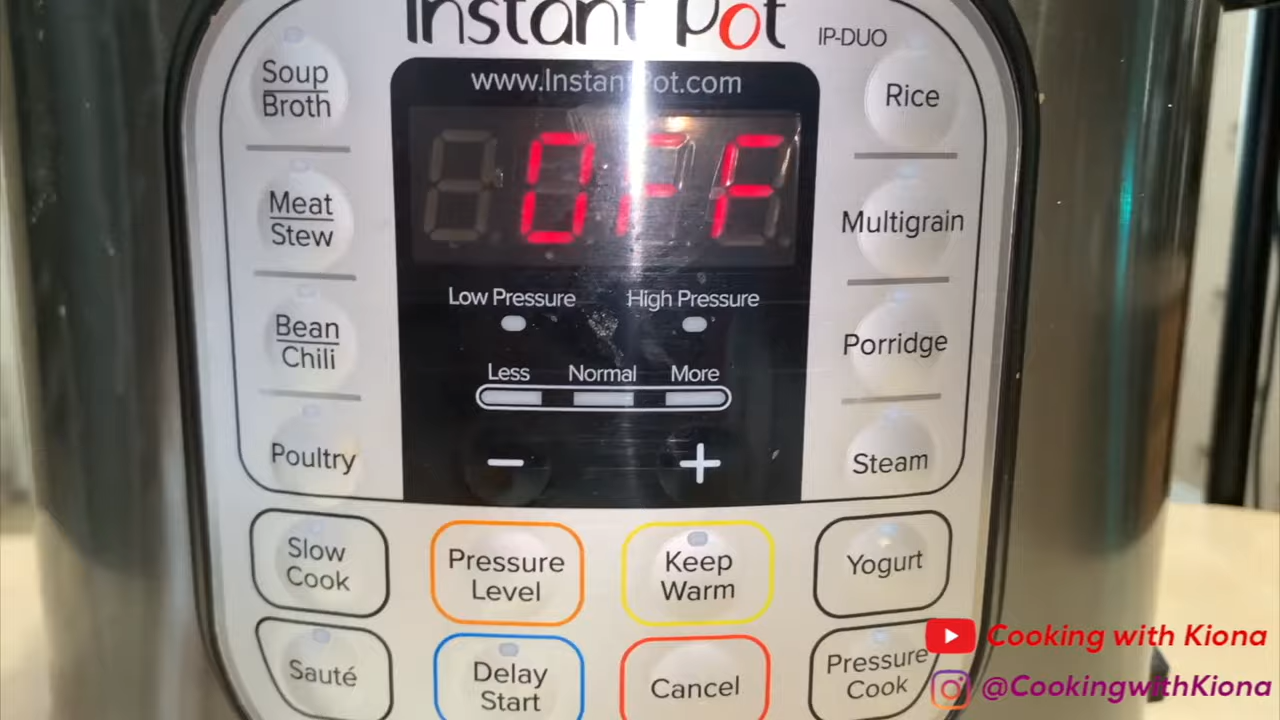 Instant Pot
IP-DUO
www.InstantPot.com
OFF
Soup
Broth
Meat
Stew
Bean
Chili
Poultry
Rice
Multigrain
Porridge
Steam
Low Pressure
High Pressure
Less
Normal
More
−
+
Slow
Cook
Pressure
Level
Keep
Warm
Yogurt
Sauté
Delay
Start
Cancel
Pressure
Cook
Cooking with Kiona
@CookingwithKiona